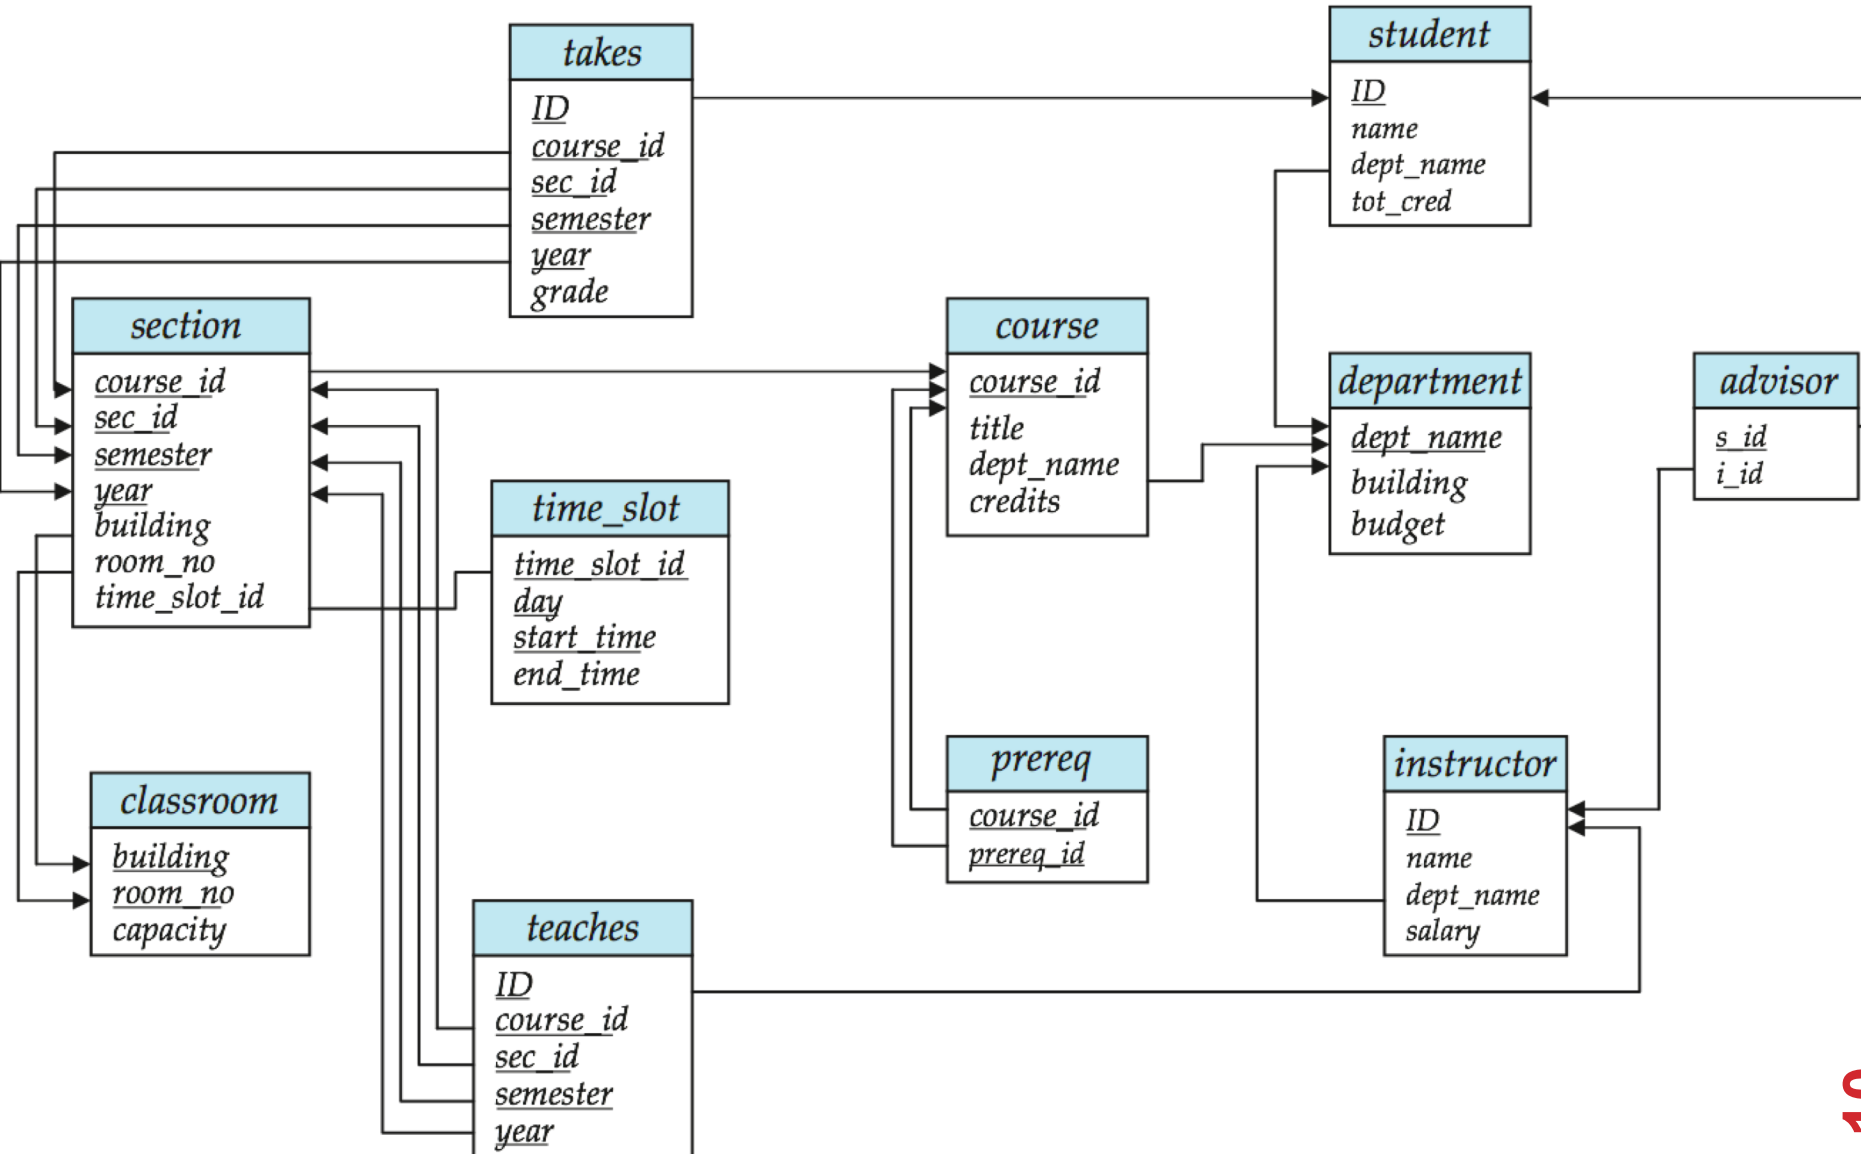 takes
ID
course_id
sec_id
semester
year
grade
student
ID
name
dept_name
tot_cred
section
course_id
sec_id
semester
year
building
room_no
time_slot_id
course
course_id
title
dept_name
credits
department
dept_name
building
budget
advisor
s_id
i_id
time_slot
time_slot_id
day
start_time
end_time
prereq
course_id
prereq_id
instructor
ID
name
dept_name
salary
classroom
building
room_no
capacity
teaches
ID
course_id
sec_id
semester
year